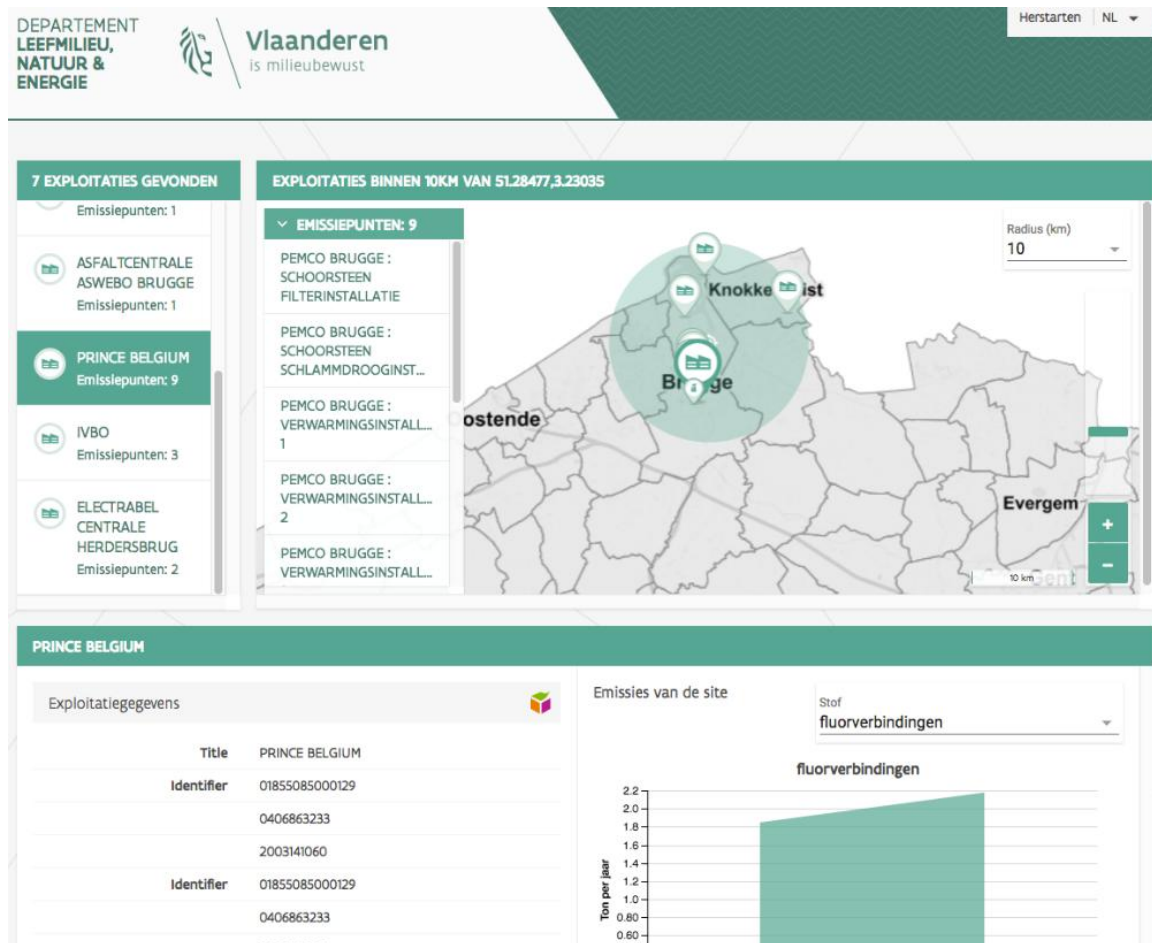 DEPARTEMENT
LEEFMILIEU,
NATUUR &
ENERGIE
Vlaanderen
is milieubewust
Herstarten
NL
7 EXPLOITATIES GEVONDEN
Emissiepunten: 1
ASFALTCENTRALE
ASWEBO BRUGGE
Emissiepunten: 1
PRINCE BELGIUM
Emissiepunten: 9
IVBO
Emissiepunten: 3
ELECTRABEL
CENTRALE
HERDERSBRUG
Emissiepunten: 2
EXPLOITATIES BINNEN 10KM VAN 51.28477,3.23035
EMISSIEPUNTEN: 9
PEMCO BRUGGE :
SCHOORSTEEN
FILTERINSTALLATIE
PEMCO BRUGGE :
SCHOORSTEEN
SCHLAMMDROOGINST...
PEMCO BRUGGE :
VERWARMINGSINSTALL...
1
PEMCO BRUGGE :
VERWARMINGSINSTALL...
2
PEMCO BRUGGE :
VERWARMINGSINSTALL...
Radius (km)
10
Knokke ist
Br ge
ostende
Evergem
10 km
Gent
PRINCE BELGIUM
Exploitatiegegevens
Title PRINCE BELGIUM
Identifier 01855085000129
0406863233
2003141060
Identifier 01855085000129
0406863233
Emissies van de site
Stof
fluorverbindingen
fluorverbindingen
Ton per jaar
2.2
2.0
1.8
1.6
1.4
1.2
1.0
0.80
0.60